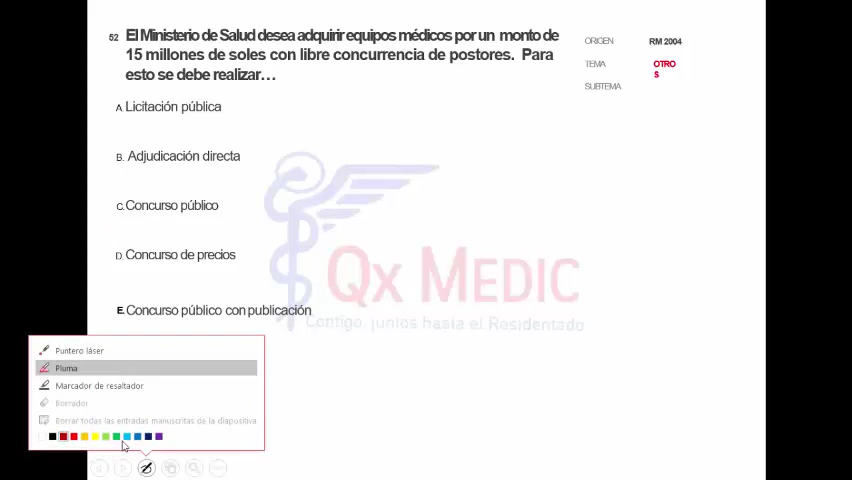 52 El Ministerio de Salud desea adquirir equipos médicos por un monto de
15 millones de soles con libre concurrencia de postores. Para
esto se debe realizar…
A. Licitación pública
B. Adjudicación directa
C. Concurso público
D. Concurso de precios
E. Concurso público con publicación
ORIGEN RM 2004
TEMA OTRO
S
SUBTEMA
Qx MEDIC
Contigo, juntos hasta el Residentado
Puntero láser
Pluma
Marcador de resaltador
Borrador
Borrar todas las entradas manuscritas de la diapositiva